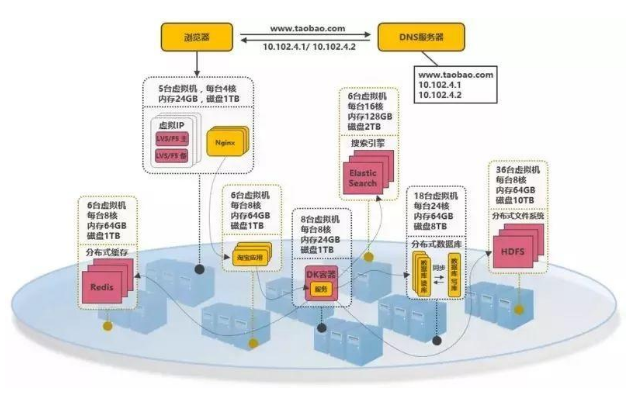 www.taobao.com
浏览器
DNS服务器
10.102.4.1/ 10.102.4.2
www.taobao.com
10.102.4.1
10.102.4.2
5台虚拟机，每台4核
内存24GB，磁盘1TB
虚拟IP
LVS/F5 主
LVS/F5 备
Nginx
6台虚拟机
每台16核
内存128GB
磁盘2TB
搜索引擎
Elastic
Search
6台虚拟机
每台8核
内存64GB
磁盘1TB
分布式缓存
Redis
6台虚拟机
每台8核
内存64GB
磁盘1TB
淘宝应用
8台虚拟机
每台8核
内存24GB
磁盘1TB
DK容器
服务
18台虚拟机
每台24核
内存64GB
磁盘8TB
分布式数据库
数据库
读库
同步
数据库
写库
36台虚拟机
每台8核
内存64GB
磁盘10TB
分布式文件系统
HDFS